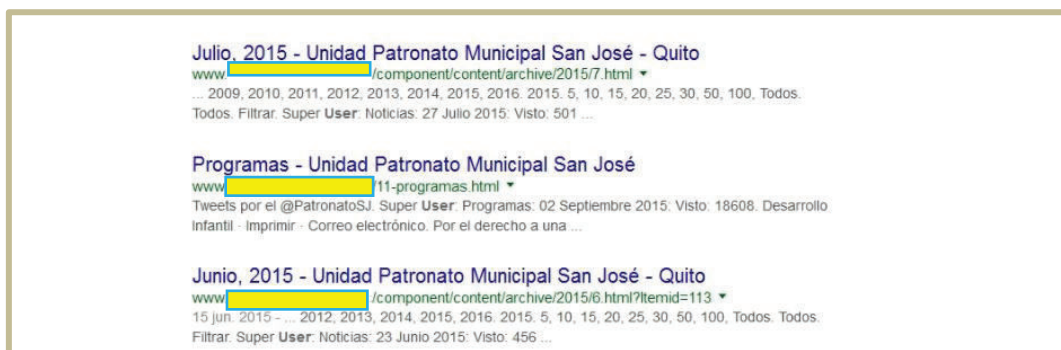 Julio, 2015 - Unidad Patronato Municipal San José - Quito
www. /component/content/archive/2015/7.html
... 2009, 2010, 2011, 2012, 2013, 2014, 2015, 2016. 2015. 5, 10, 15, 20, 25, 30, 50, 100, Todos.
Todos. Filtrar. Super User: Noticias: 27 Julio 2015: Visto: 501 ...
Programas - Unidad Patronato Municipal San José
www /11-programas.html
Tweets por el @PatronatoSJ. Super User: Programas: 02 Septiembre 2015: Visto: 18608. Desarrollo
Infantil · Imprimir · Correo electrónico. Por el derecho a una ...
Junio, 2015 - Unidad Patronato Municipal San José - Quito
www /component/content/archive/2015/6.html?Itemid=113
15 jun. 2015 - ... 2012, 2013, 2014, 2015, 2016. 2015. 5, 10, 15, 20, 25, 30, 50, 100, Todos. Todos.
Filtrar. Super User: Noticias: 23 Junio 2015: Visto: 456 ...